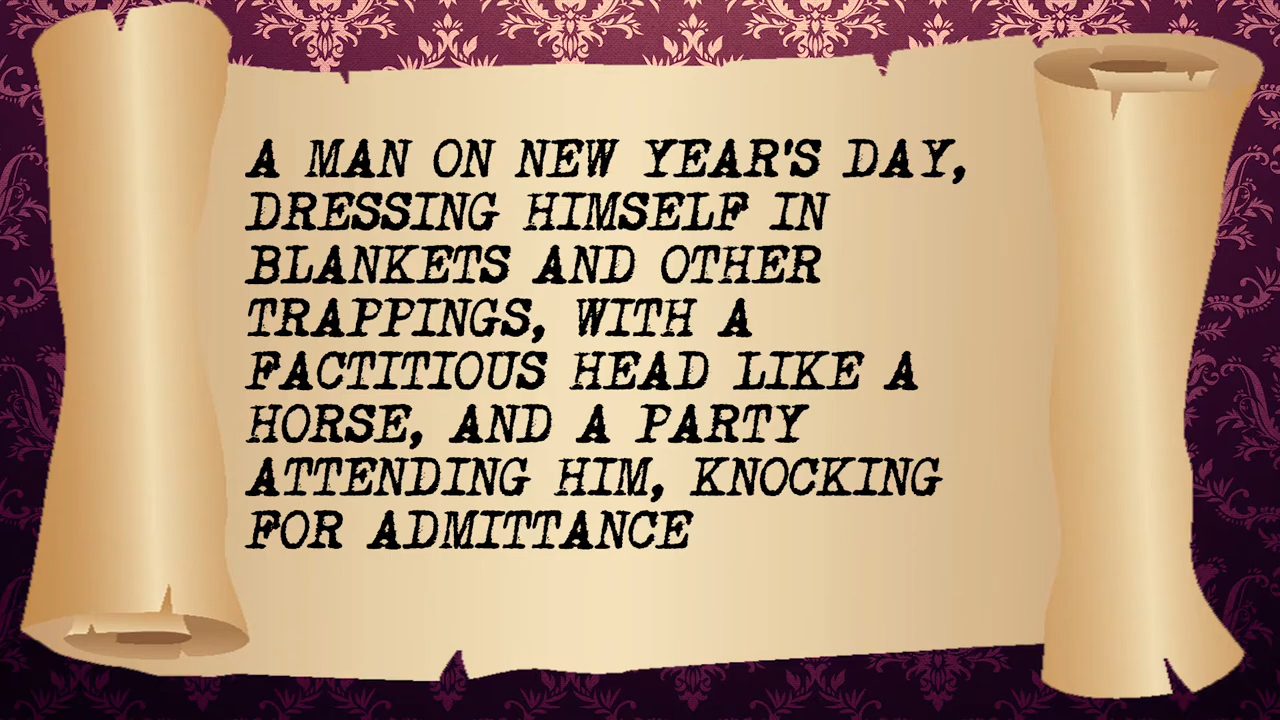 A MAN ON NEW YEAR'S DAY,
DRESSING HIMSELF IN
BLANKETS AND OTHER
TRAPPINGS, WITH A
FACTITIOUS HEAD LIKE A
HORSE, AND A PARTY
ATTENDING HIM, KNOCKING
FOR ADMITTANCE